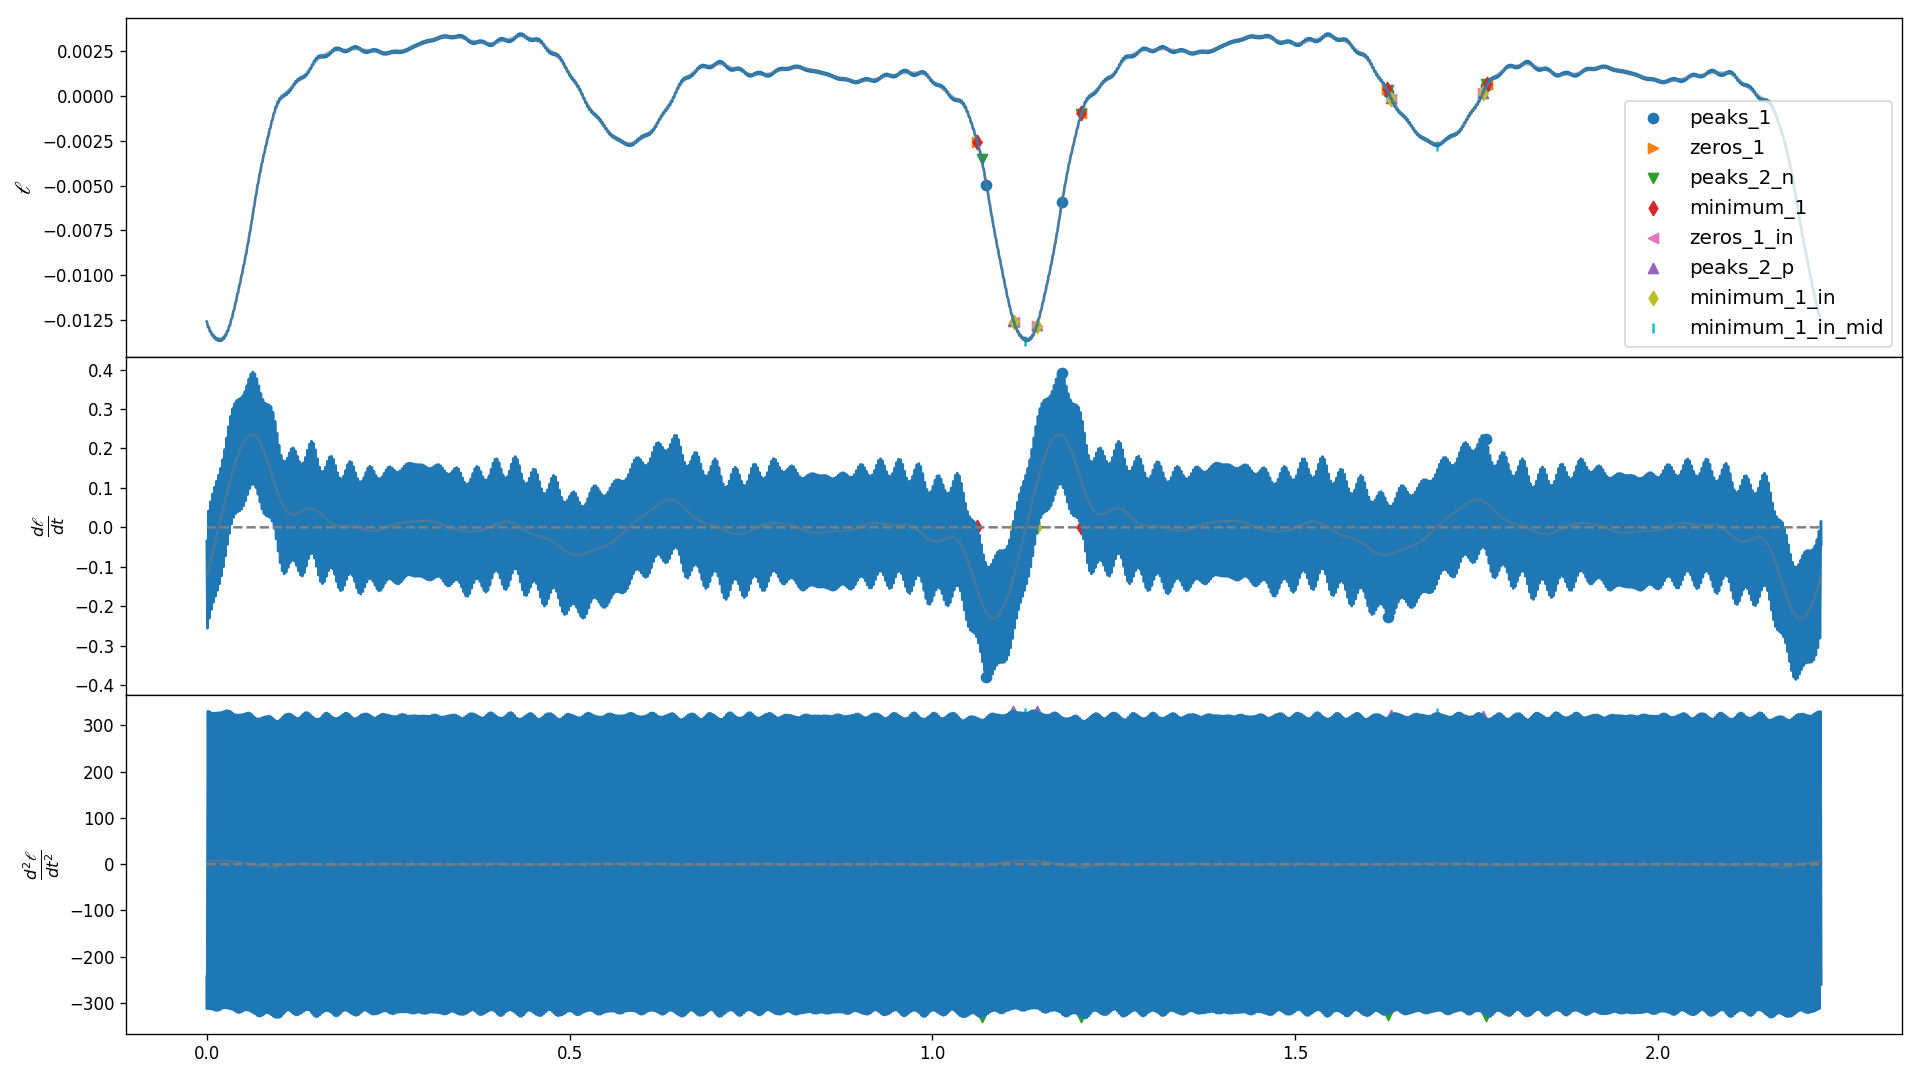 0.0025
0.0000
−0.0025
−0.0050
−0.0075
−0.0100
−0.0125
ℓ
peaks_1
zeros_1
peaks_2_n
minimum_1
zeros_1_in
peaks_2_p
minimum_1_in
minimum_1_in_mid
0.4
0.3
0.2
0.1
0.0
−0.1
−0.2
−0.3
−0.4
dℓ/dt
300
200
100
0
−100
−200
−300
d²ℓ/dt²
0.0 0.5 1.0 1.5 2.0